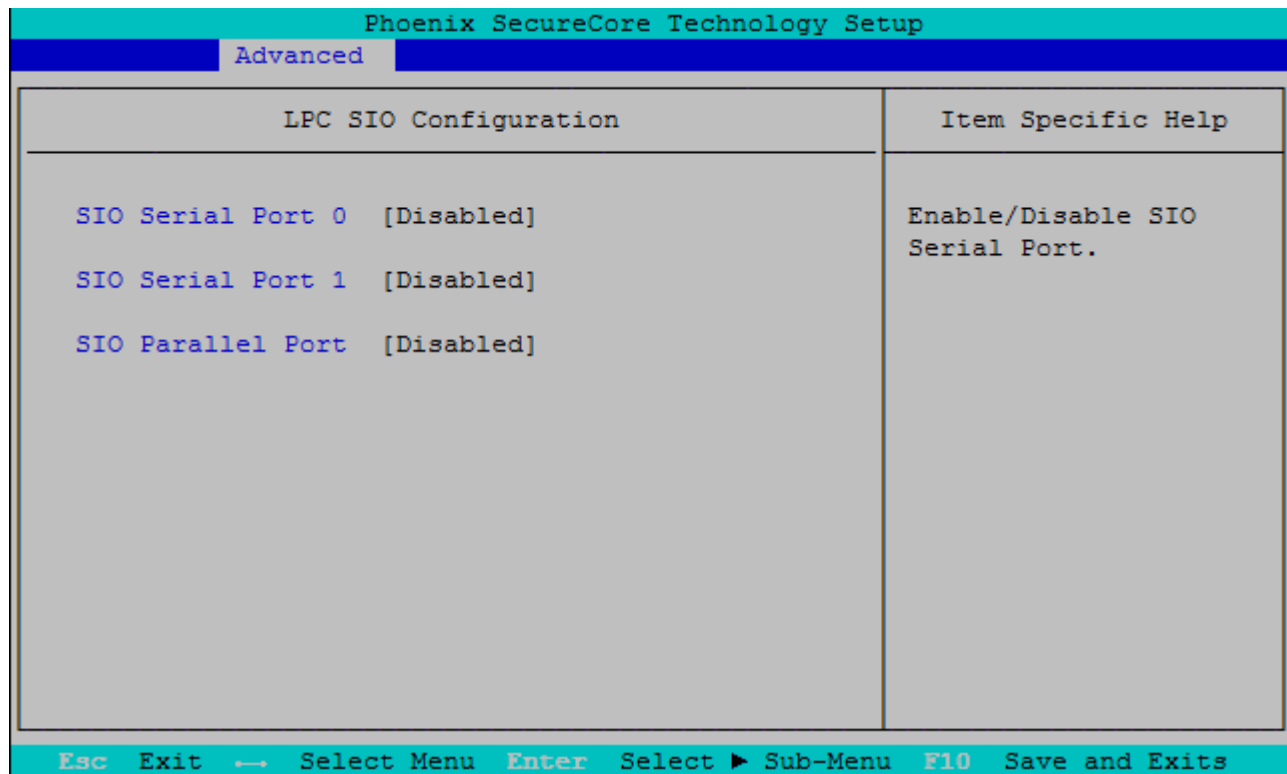 Phoenix SecureCore Technology Setup
Advanced
LPC SIO Configuration
Item Specific Help
SIO Serial Port 0 [Disabled]
SIO Serial Port 1 [Disabled]
SIO Parallel Port [Disabled]
Enable/Disable SIO
Serial Port.
Esc Exit ↔ Select Menu Enter Select ► Sub-Menu F10 Save and Exits